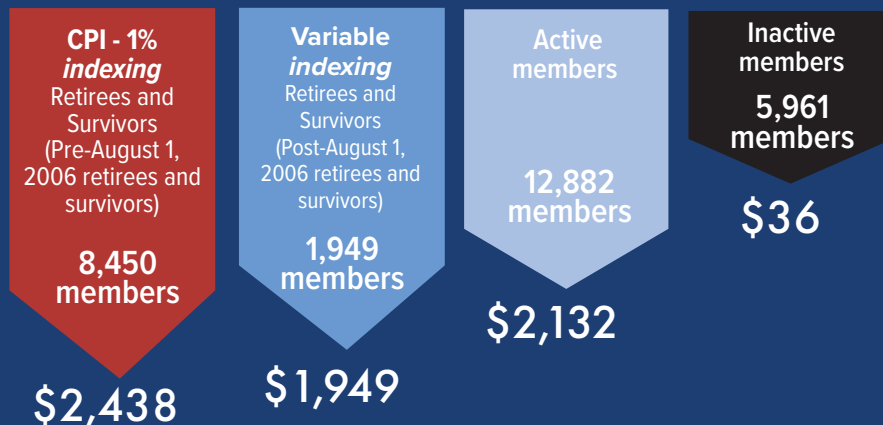 CPI - 1%
indexing
Retirees and
Survivors
(Pre-August 1,
2006 retirees and
survivors)
8,450
members
$2,438
Variable
indexing
Retirees and
Survivors
(Post-August 1,
2006 retirees and
survivors)
1,949
members
$1,949
Active
members
12,882
members
$2,132
Inactive
members
5,961
members
$36